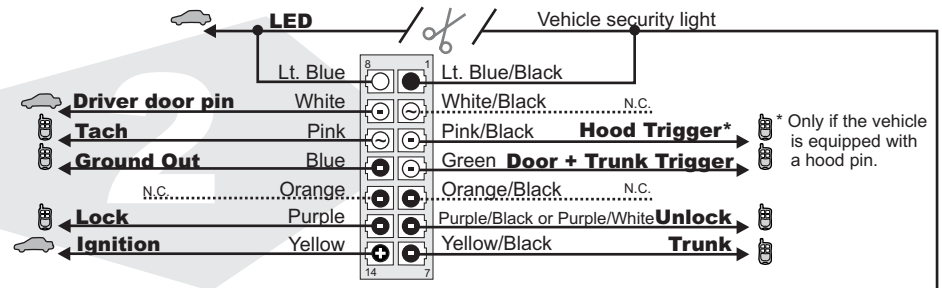 LED Vehicle security light
8 1
Lt. Blue Lt. Blue/Black
Driver door pin White White/Black N.C.
Tach Pink Pink/Black Hood Trigger*
* Only if the vehicle
is equipped with
a hood pin.
Ground Out Blue Green Door + Trunk Trigger
N.C. Orange Orange/Black N.C.
Lock Purple Purple/Black or Purple/White Unlock
Ignition Yellow Yellow/Black Trunk
14 7
2